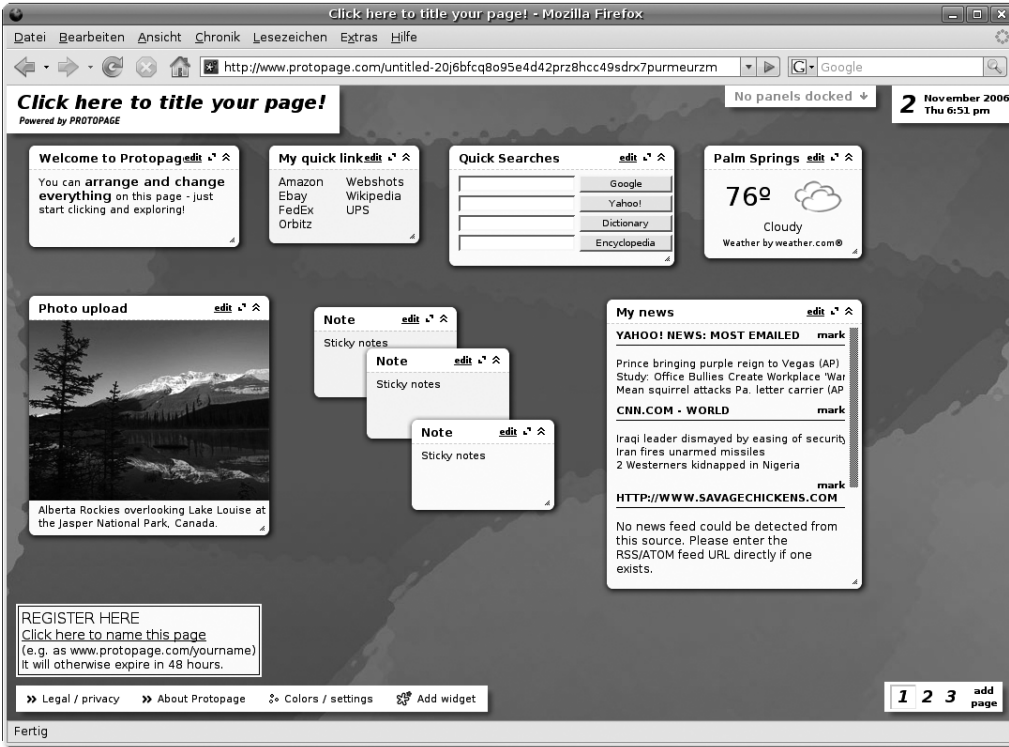 Click here to title your page! - Mozilla Firefox
Datei Bearbeiten Ansicht Chronik Lesezeichen Extras Hilfe
http://www.protopage.com/untitled-20j6bfcq8o95e4d42prz8hcc49sdrx7purmeurzm
G Google
Click here to title your page!
Powered by PROTOPAGE
No panels docked
2 November 2006
Thu 6:51 pm
Welcome to Protopag edit
You can arrange and change
everything on this page - just
start clicking and exploring!
My quick link edit
Amazon Webshots
Ebay Wikipedia
FedEx UPS
Orbitz
Quick Searches edit
Google
Yahoo!
Dictionary
Encyclopedia
Palm Springs edit
76º
Cloudy
Weather by weather.com®
Photo upload edit
Alberta Rockies overlooking Lake Louise at
the Jasper National Park, Canada.
Note edit
Sticky notes
Note edit
Sticky notes
Note edit
Sticky notes
My news edit
YAHOO! NEWS: MOST EMAILED mark
Prince bringing purple reign to Vegas (AP)
Study: Office Bullies Create Workplace 'War
Mean squirrel attacks Pa. letter carrier (AP
CNN.COM - WORLD mark
Iraqi leader dismayed by easing of security
Iran fires unarmed missiles
2 Westerners kidnapped in Nigeria
mark
HTTP://WWW.SAVAGECHICKENS.COM
No news feed could be detected from
this source. Please enter the
RSS/ATOM feed URL directly if one
exists.
REGISTER HERE
Click here to name this page
(e.g. as www.protopage.com/yourname)
It will otherwise expire in 48 hours.
Legal / privacy About Protopage Colors / settings Add widget
1 2 3 add
page
Fertig